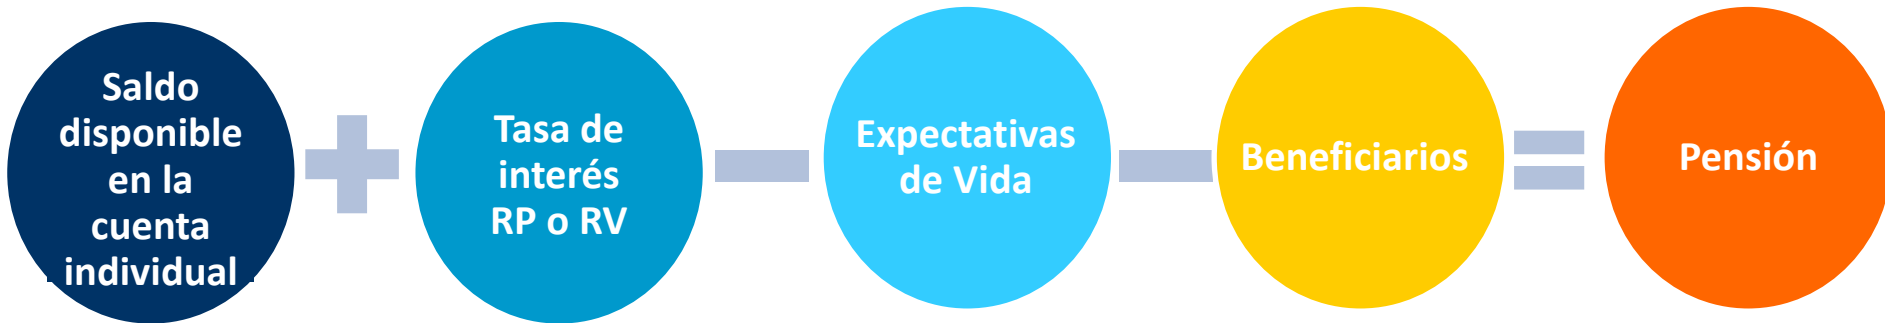 Saldo
disponible
en la
cuenta
individual
Tasa de
interés
RP o RV
Expectativas
de Vida
Beneficiarios
Pensión